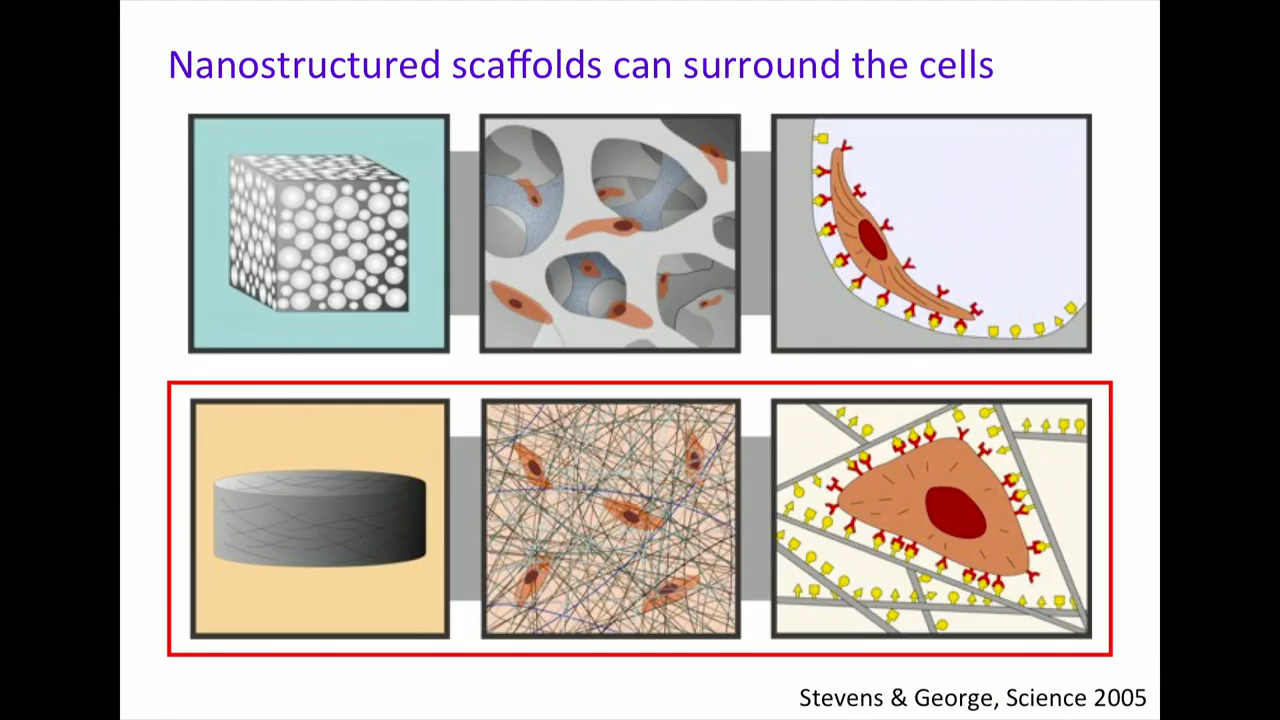 Nanostructured scaffolds can surround the cells
Stevens & George, Science 2005